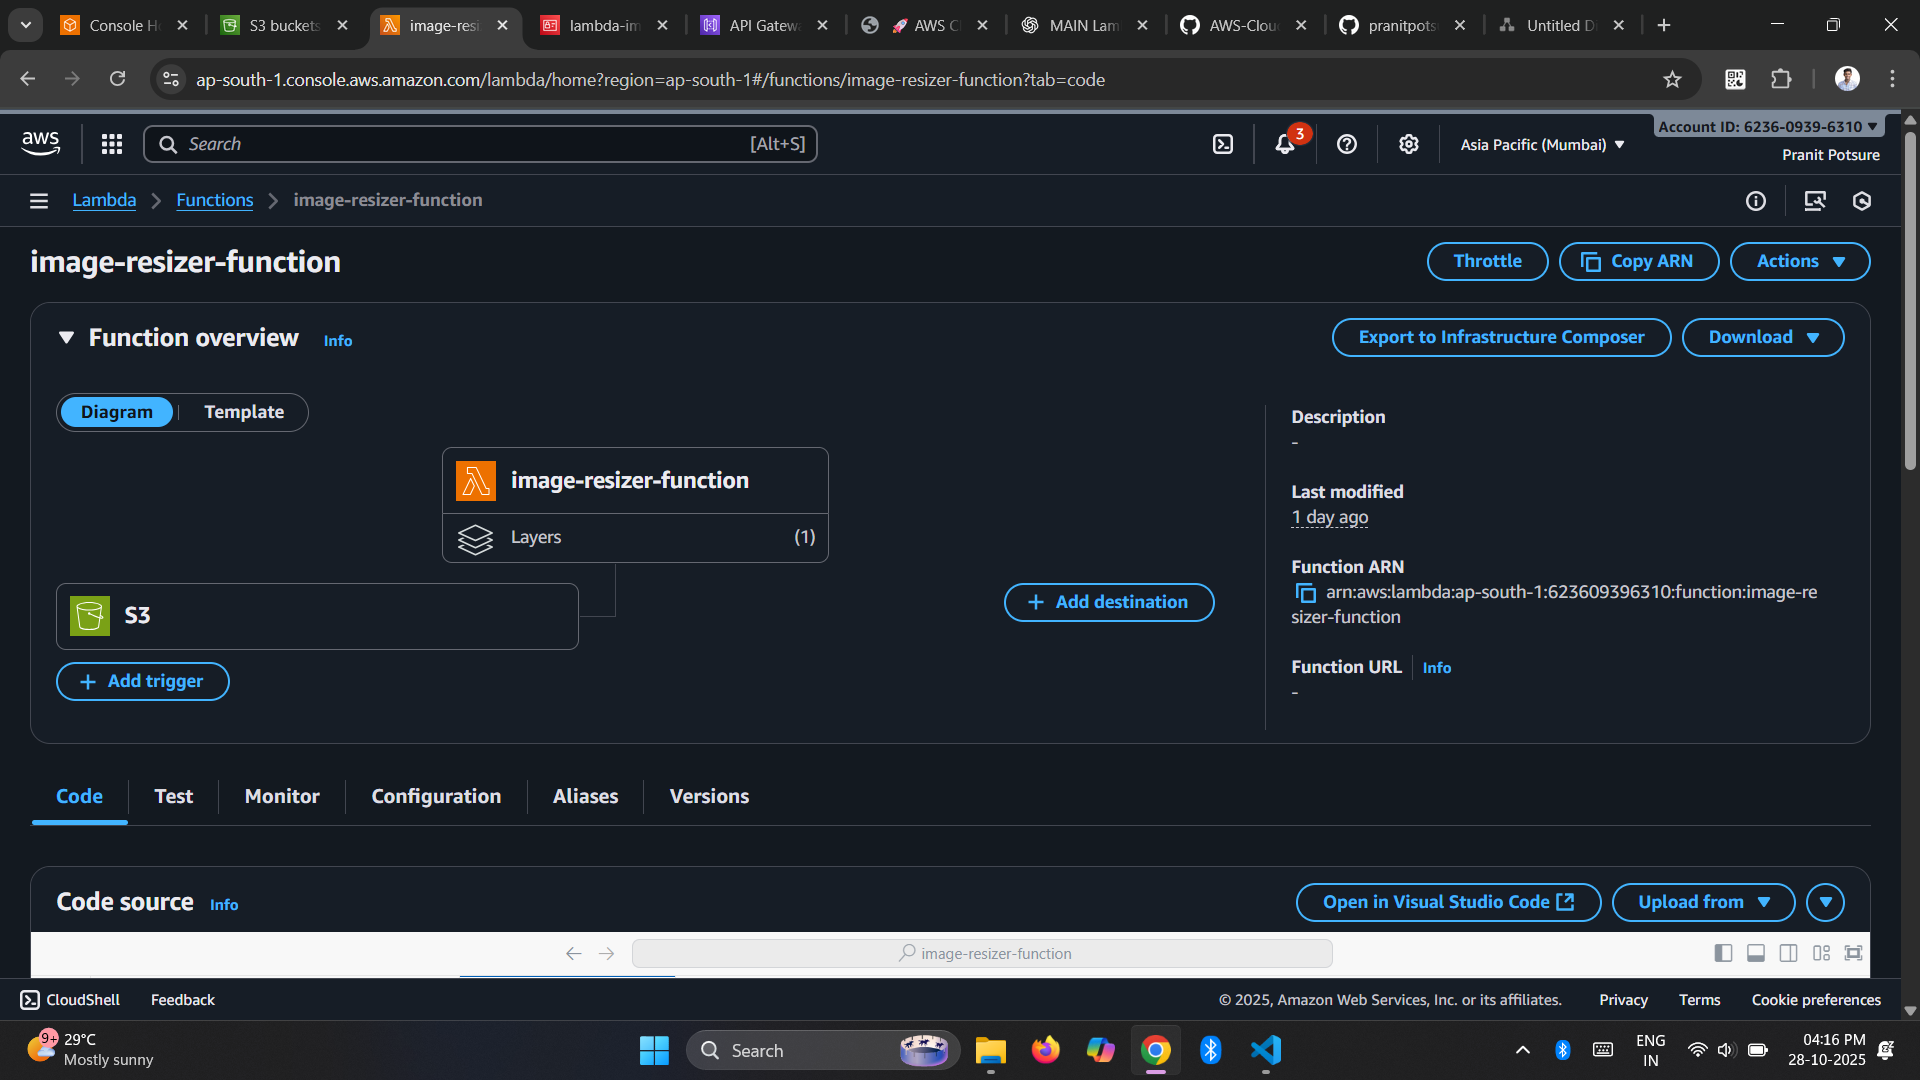 Console H
S3 buckets
image-resi
lambda-im
API Gatewa
AWS C
MAIN Lam
AWS-Clou
pranitpots
Untitled D
ap-south-1.console.aws.amazon.com/lambda/home?region=ap-south-1#/functions/image-resizer-function?tab=code
aws
Search
[Alt+S]
3
Asia Pacific (Mumbai)
Account ID: 6236-0939-6310
Pranit Potsure
Lambda
Functions
image-resizer-function
image-resizer-function
Throttle
Copy ARN
Actions
Function overview
Info
Export to Infrastructure Composer
Download
Diagram
Template
image-resizer-function
Layers
(1)
S3
+ Add trigger
+ Add destination
Description
-
Last modified
1 day ago
Function ARN
arn:aws:lambda:ap-south-1:623609396310:function:image-re
sizer-function
Function URL
Info
-
Code
Test
Monitor
Configuration
Aliases
Versions
Code source
Info
Open in Visual Studio Code
Upload from
image-resizer-function
CloudShell
Feedback
© 2025, Amazon Web Services, Inc. or its affiliates.
Privacy
Terms
Cookie preferences
9+
29°C
Mostly sunny
Search
ENG
IN
04:16 PM
28-10-2025